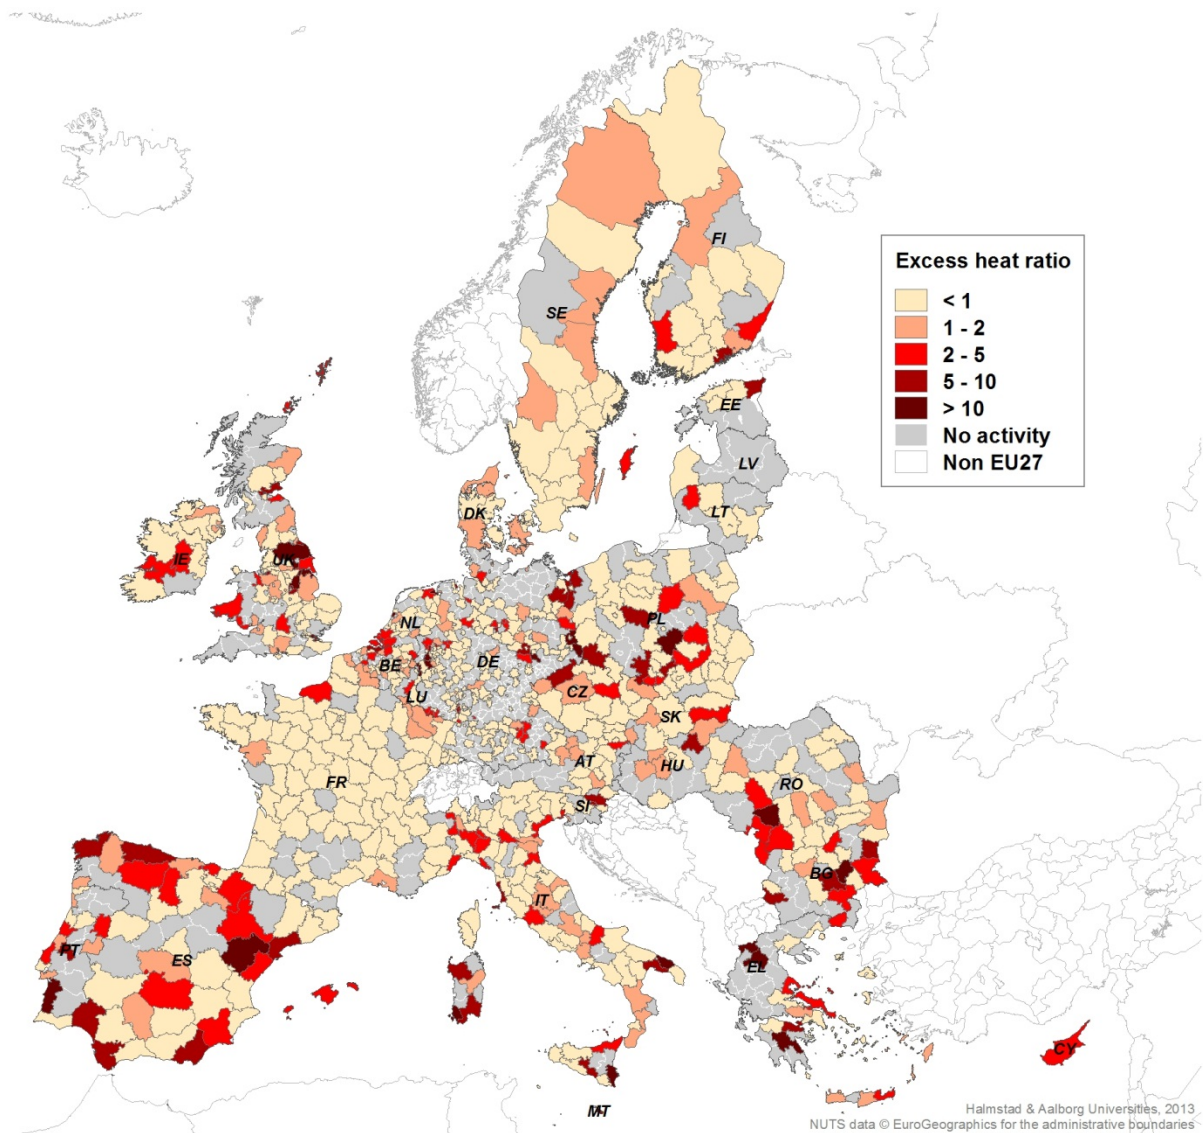 FI
SE
Excess heat ratio
< 1
1 - 2
2 - 5
5 - 10
> 10
No activity
Non EU27
EE
LV
LT
DK
IE
UK
NL
PL
BE
DE
LU
CZ
SK
AT
HU
FR
SI
RO
BG
IT
PT
ES
EL
CY
MT
Halmstad & Aalborg Universities, 2013
NUTS data © EuroGeographics for the administrative boundaries